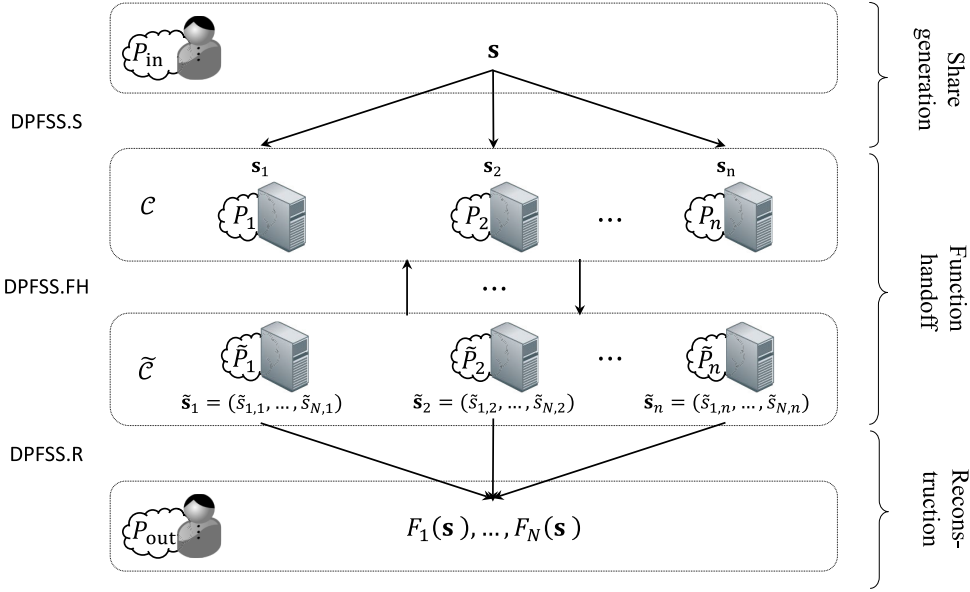 P_in
s
Share generation
DPFSS.S
s_1 s_2 s_n
C P_1 P_2 ... P_n
DPFSS.FH
...
Function handoff
C̃ P̃_1 P̃_2 ... P̃_n
s̃_1 = (s̃_{1,1}, ..., s̃_{N,1}) s̃_2 = (s̃_{1,2}, ..., s̃_{N,2}) s̃_n = (s̃_{1,n}, ..., s̃_{N,n})
DPFSS.R
P_out
F_1(s), ..., F_N(s)
Recons-
truction